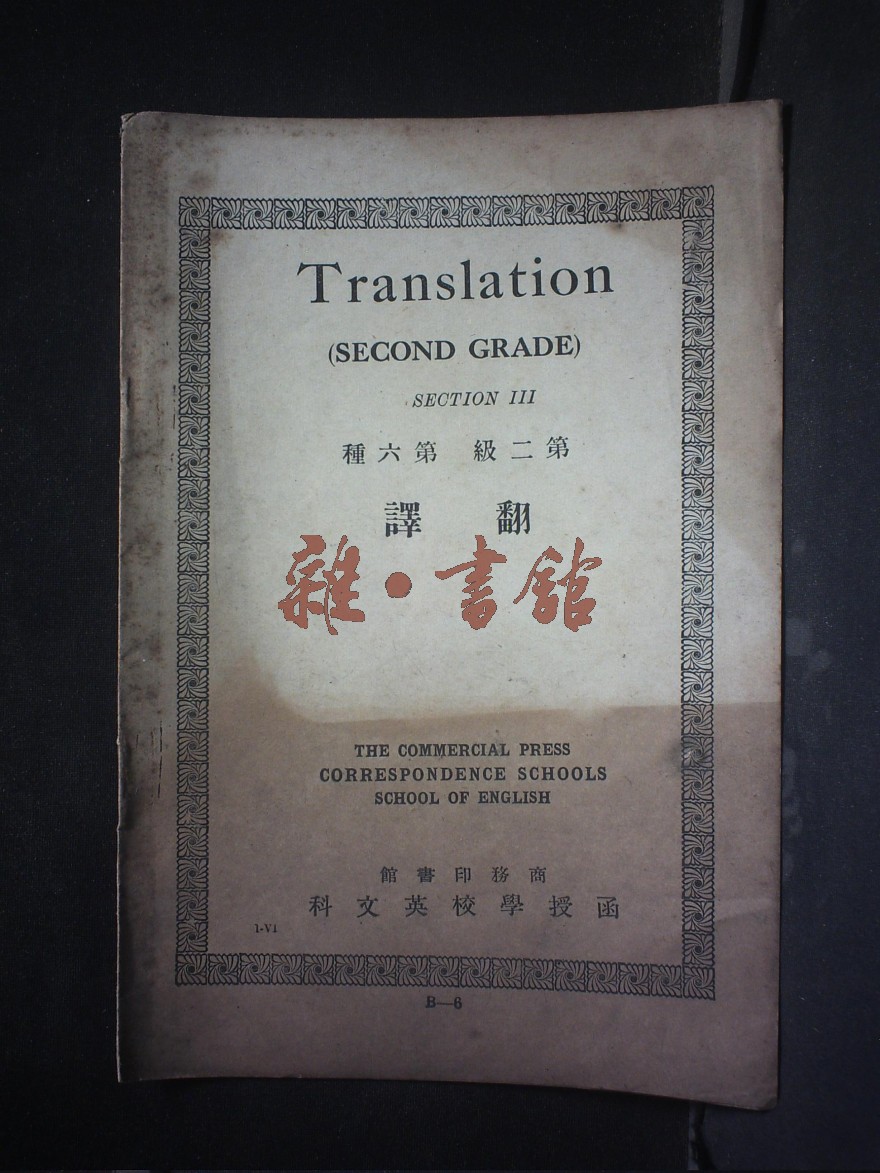 Translation
(SECOND GRADE)
SECTION III
第二級 第六種
翻譯
雜·書館
THE COMMERCIAL PRESS
CORRESPONDENCE SCHOOLS
SCHOOL OF ENGLISH
商務印書館
函授學校英文科
1-VI
B—6